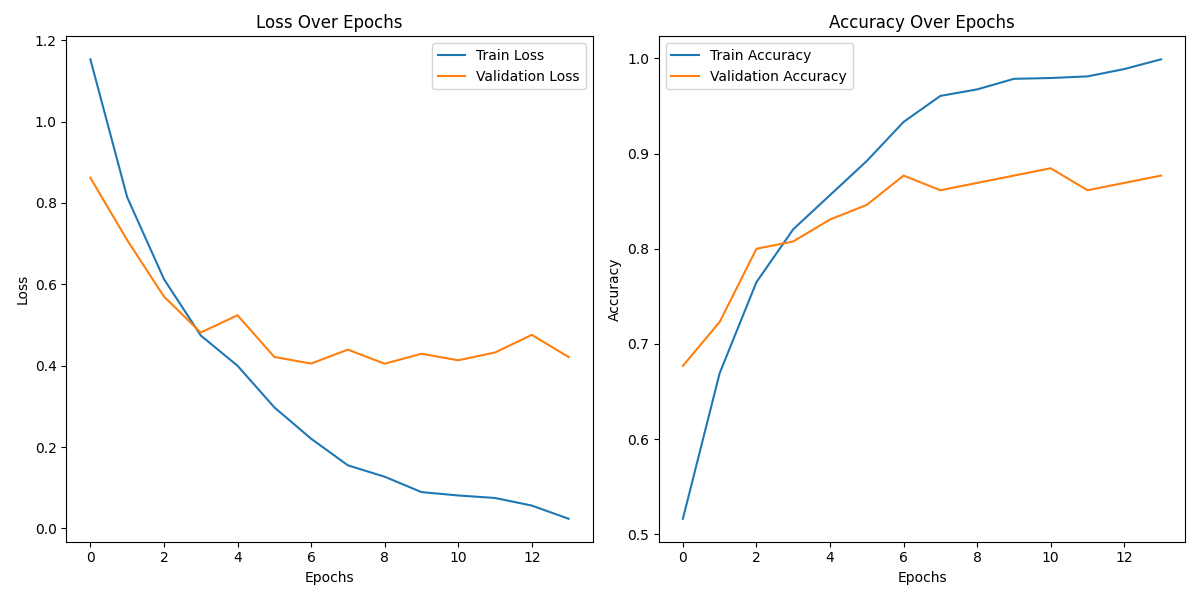 Loss Over Epochs
1.2
1.0
0.8
0.6
0.4
0.2
0.0
Loss
Train Loss
Validation Loss
0 2 4 6 8 10 12
Epochs
Accuracy Over Epochs
1.0
0.9
0.8
0.7
0.6
0.5
Accuracy
Train Accuracy
Validation Accuracy
0 2 4 6 8 10 12
Epochs